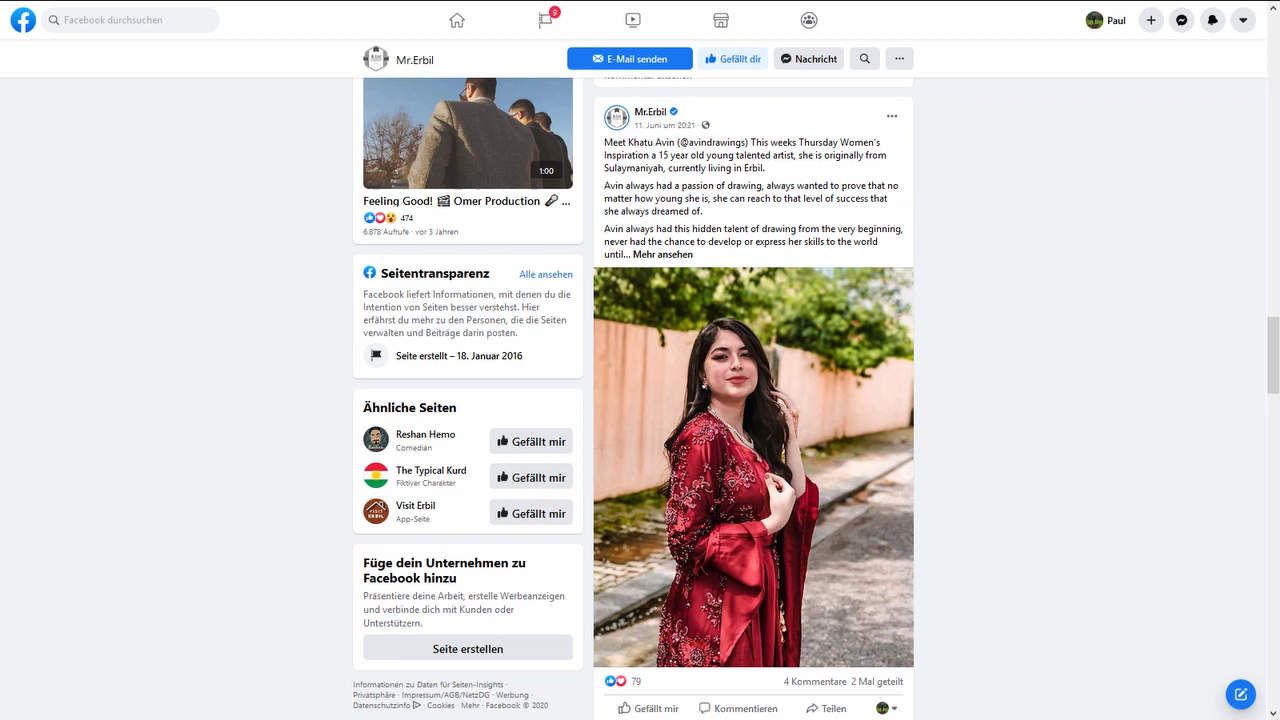 Facebook durchsuchen
9
Paul
Mr.Erbil
E-Mail senden
Gefällt dir
Nachricht
1:00
Feeling Good! 🎬 Omer Production 🎤 ...
474
6.878 Aufrufe · vor 3 Jahren
Seitentransparenz
Alle ansehen
Facebook liefert Informationen, mit denen du die
Intention von Seiten besser verstehst. Hier
erfährst du mehr zu den Personen, die die Seiten
verwalten und Beiträge darin posten.
Seite erstellt – 18. Januar 2016
Ähnliche Seiten
Reshan Hemo
Comedian
Gefällt mir
The Typical Kurd
Fiktiver Charakter
Gefällt mir
Visit Erbil
App-Seite
Gefällt mir
Füge dein Unternehmen zu
Facebook hinzu
Präsentiere deine Arbeit, erstelle Werbeanzeigen
und verbinde dich mit Kunden oder
Unterstützern.
Seite erstellen
Informationen zu Daten für Seiten-Insights ·
Privatsphäre · Impressum/AGB/NetzDG · Werbung ·
Datenschutzinfo · Cookies · Mehr · Facebook © 2020
Mr.Erbil
11. Juni um 20:21 ·
Meet Khatu Avin (@avindrawings) This weeks Thursday Women's
Inspiration a 15 year old young talented artist, she is originally from
Sulaymaniyah, currently living in Erbil.
Avin always had a passion of drawing, always wanted to prove that no
matter how young she is, she can reach to that level of success that
she always dreamed of.
Avin always had this hidden talent of drawing from the very beginning,
never had the chance to develop or express her skills to the world
until... Mehr ansehen
79
4 Kommentare 2 Mal geteilt
Gefällt mir
Kommentieren
Teilen